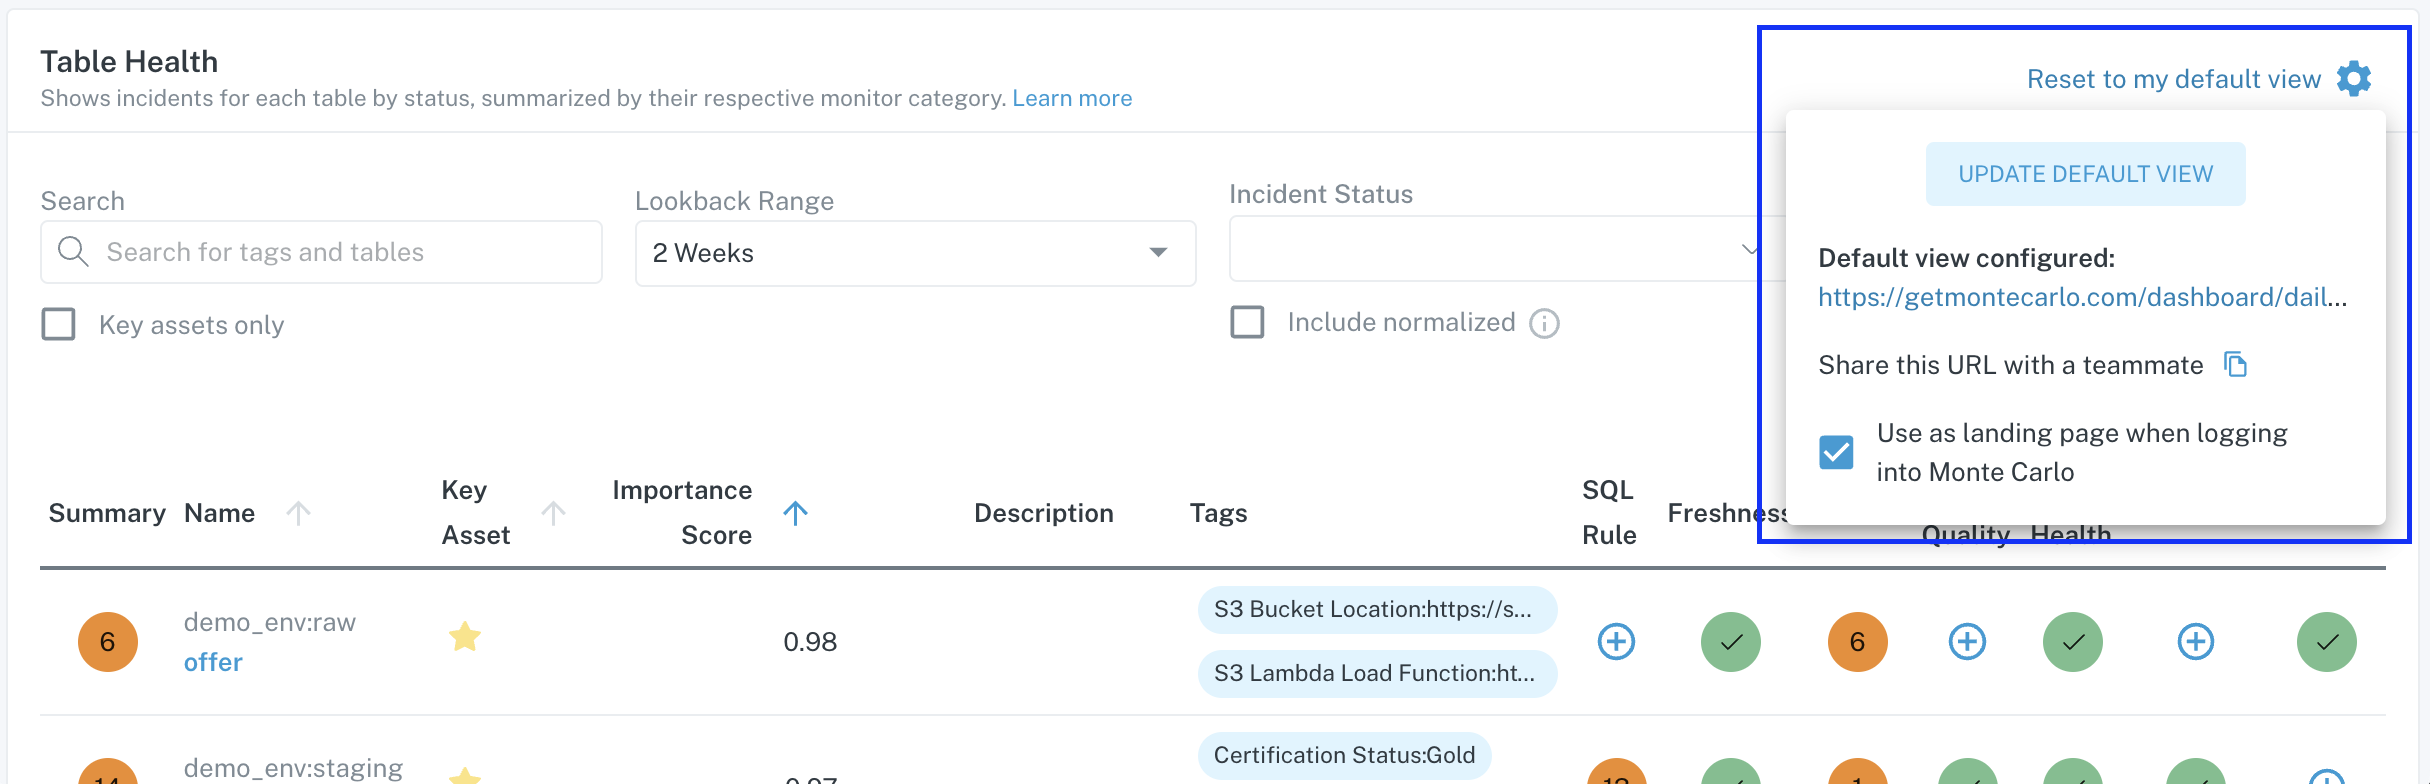 Table Health
Shows incidents for each table by status, summarized by their respective monitor category. Learn more
Reset to my default view
UPDATE DEFAULT VIEW
Default view configured:
https://getmontecarlo.com/dashboard/dail...
Share this URL with a teammate
Use as landing page when logging
into Monte Carlo
Search
Search for tags and tables
Key assets only
Lookback Range
2 Weeks
Incident Status
Include normalized
Summary
Name
Key
Asset
Importance
Score
Description
Tags
SQL
Rule
Freshness
Quality
Health
6
demo_env:raw
offer
0.98
S3 Bucket Location:https://s...
S3 Lambda Load Function:ht...
6
14
demo_env:staging
0.97
Certification Status:Gold
1